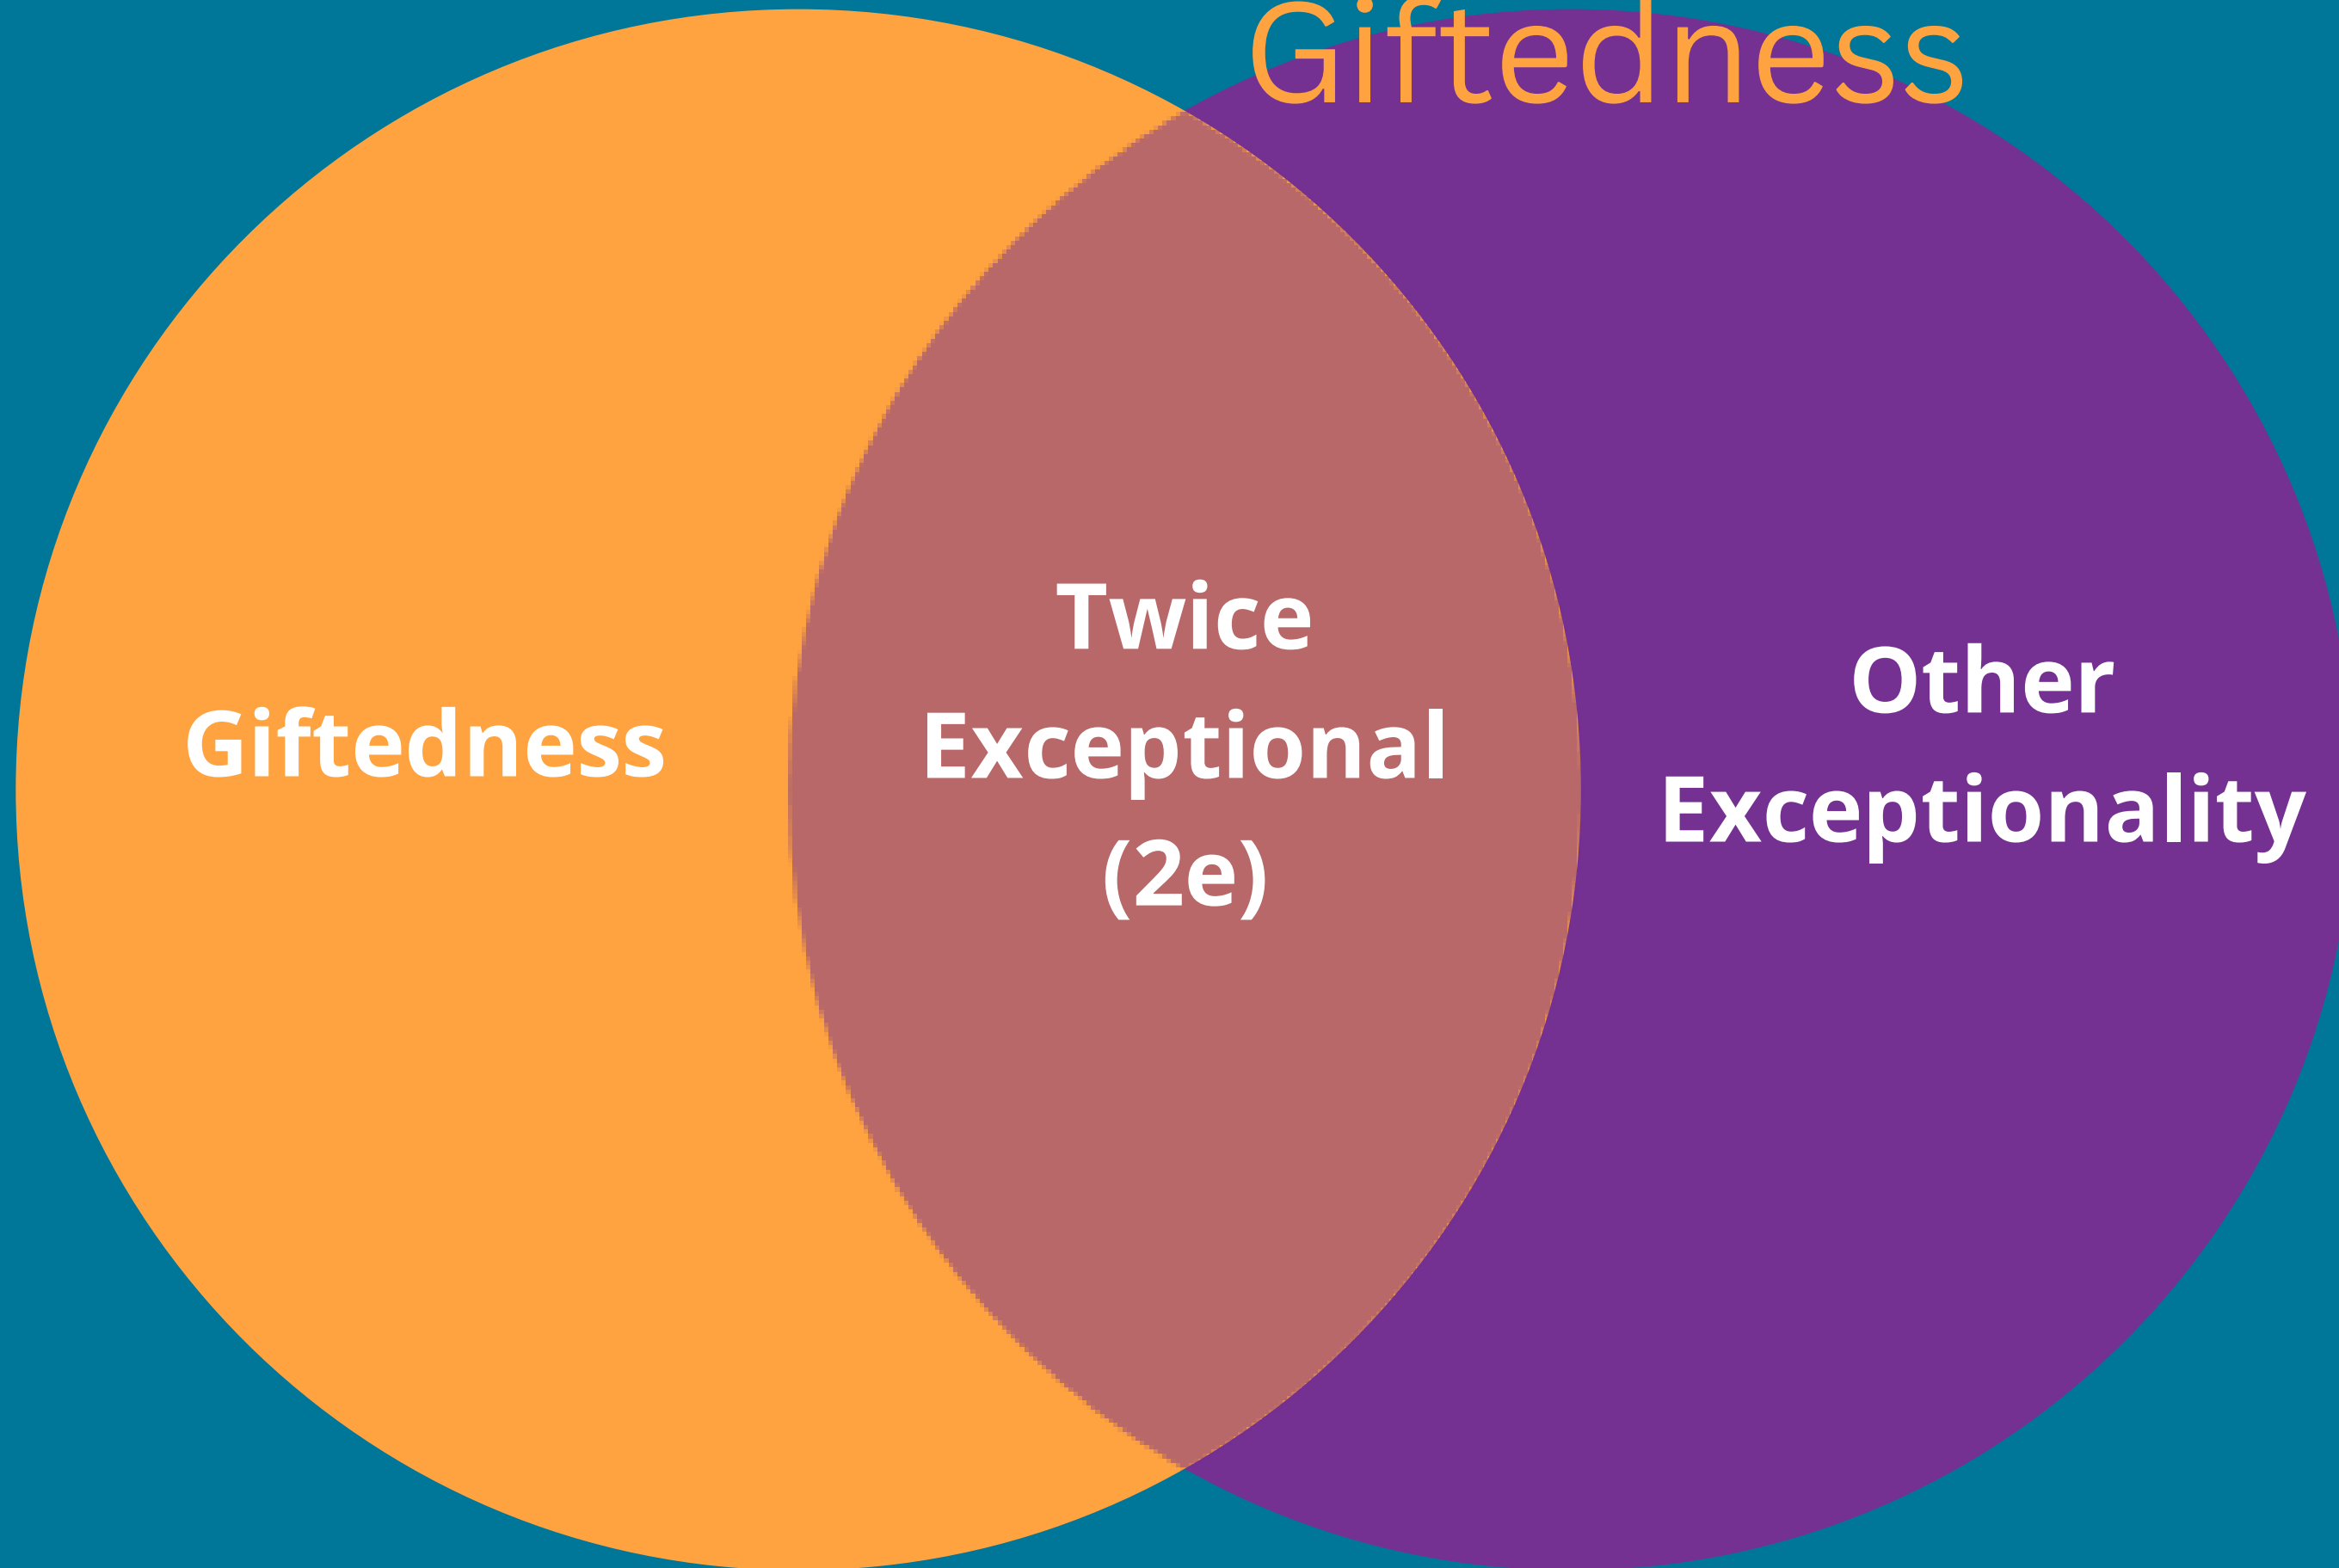 Giftedness
Giftedness
Twice
Exceptional
(2e)
Other
Exceptionality